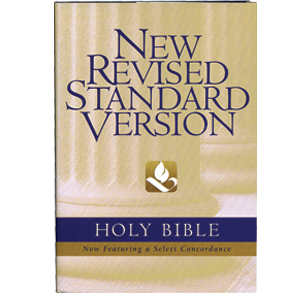 NEW
REVISED
STANDARD
VERSION
HOLY BIBLE
Now Featuring a Select Concordance